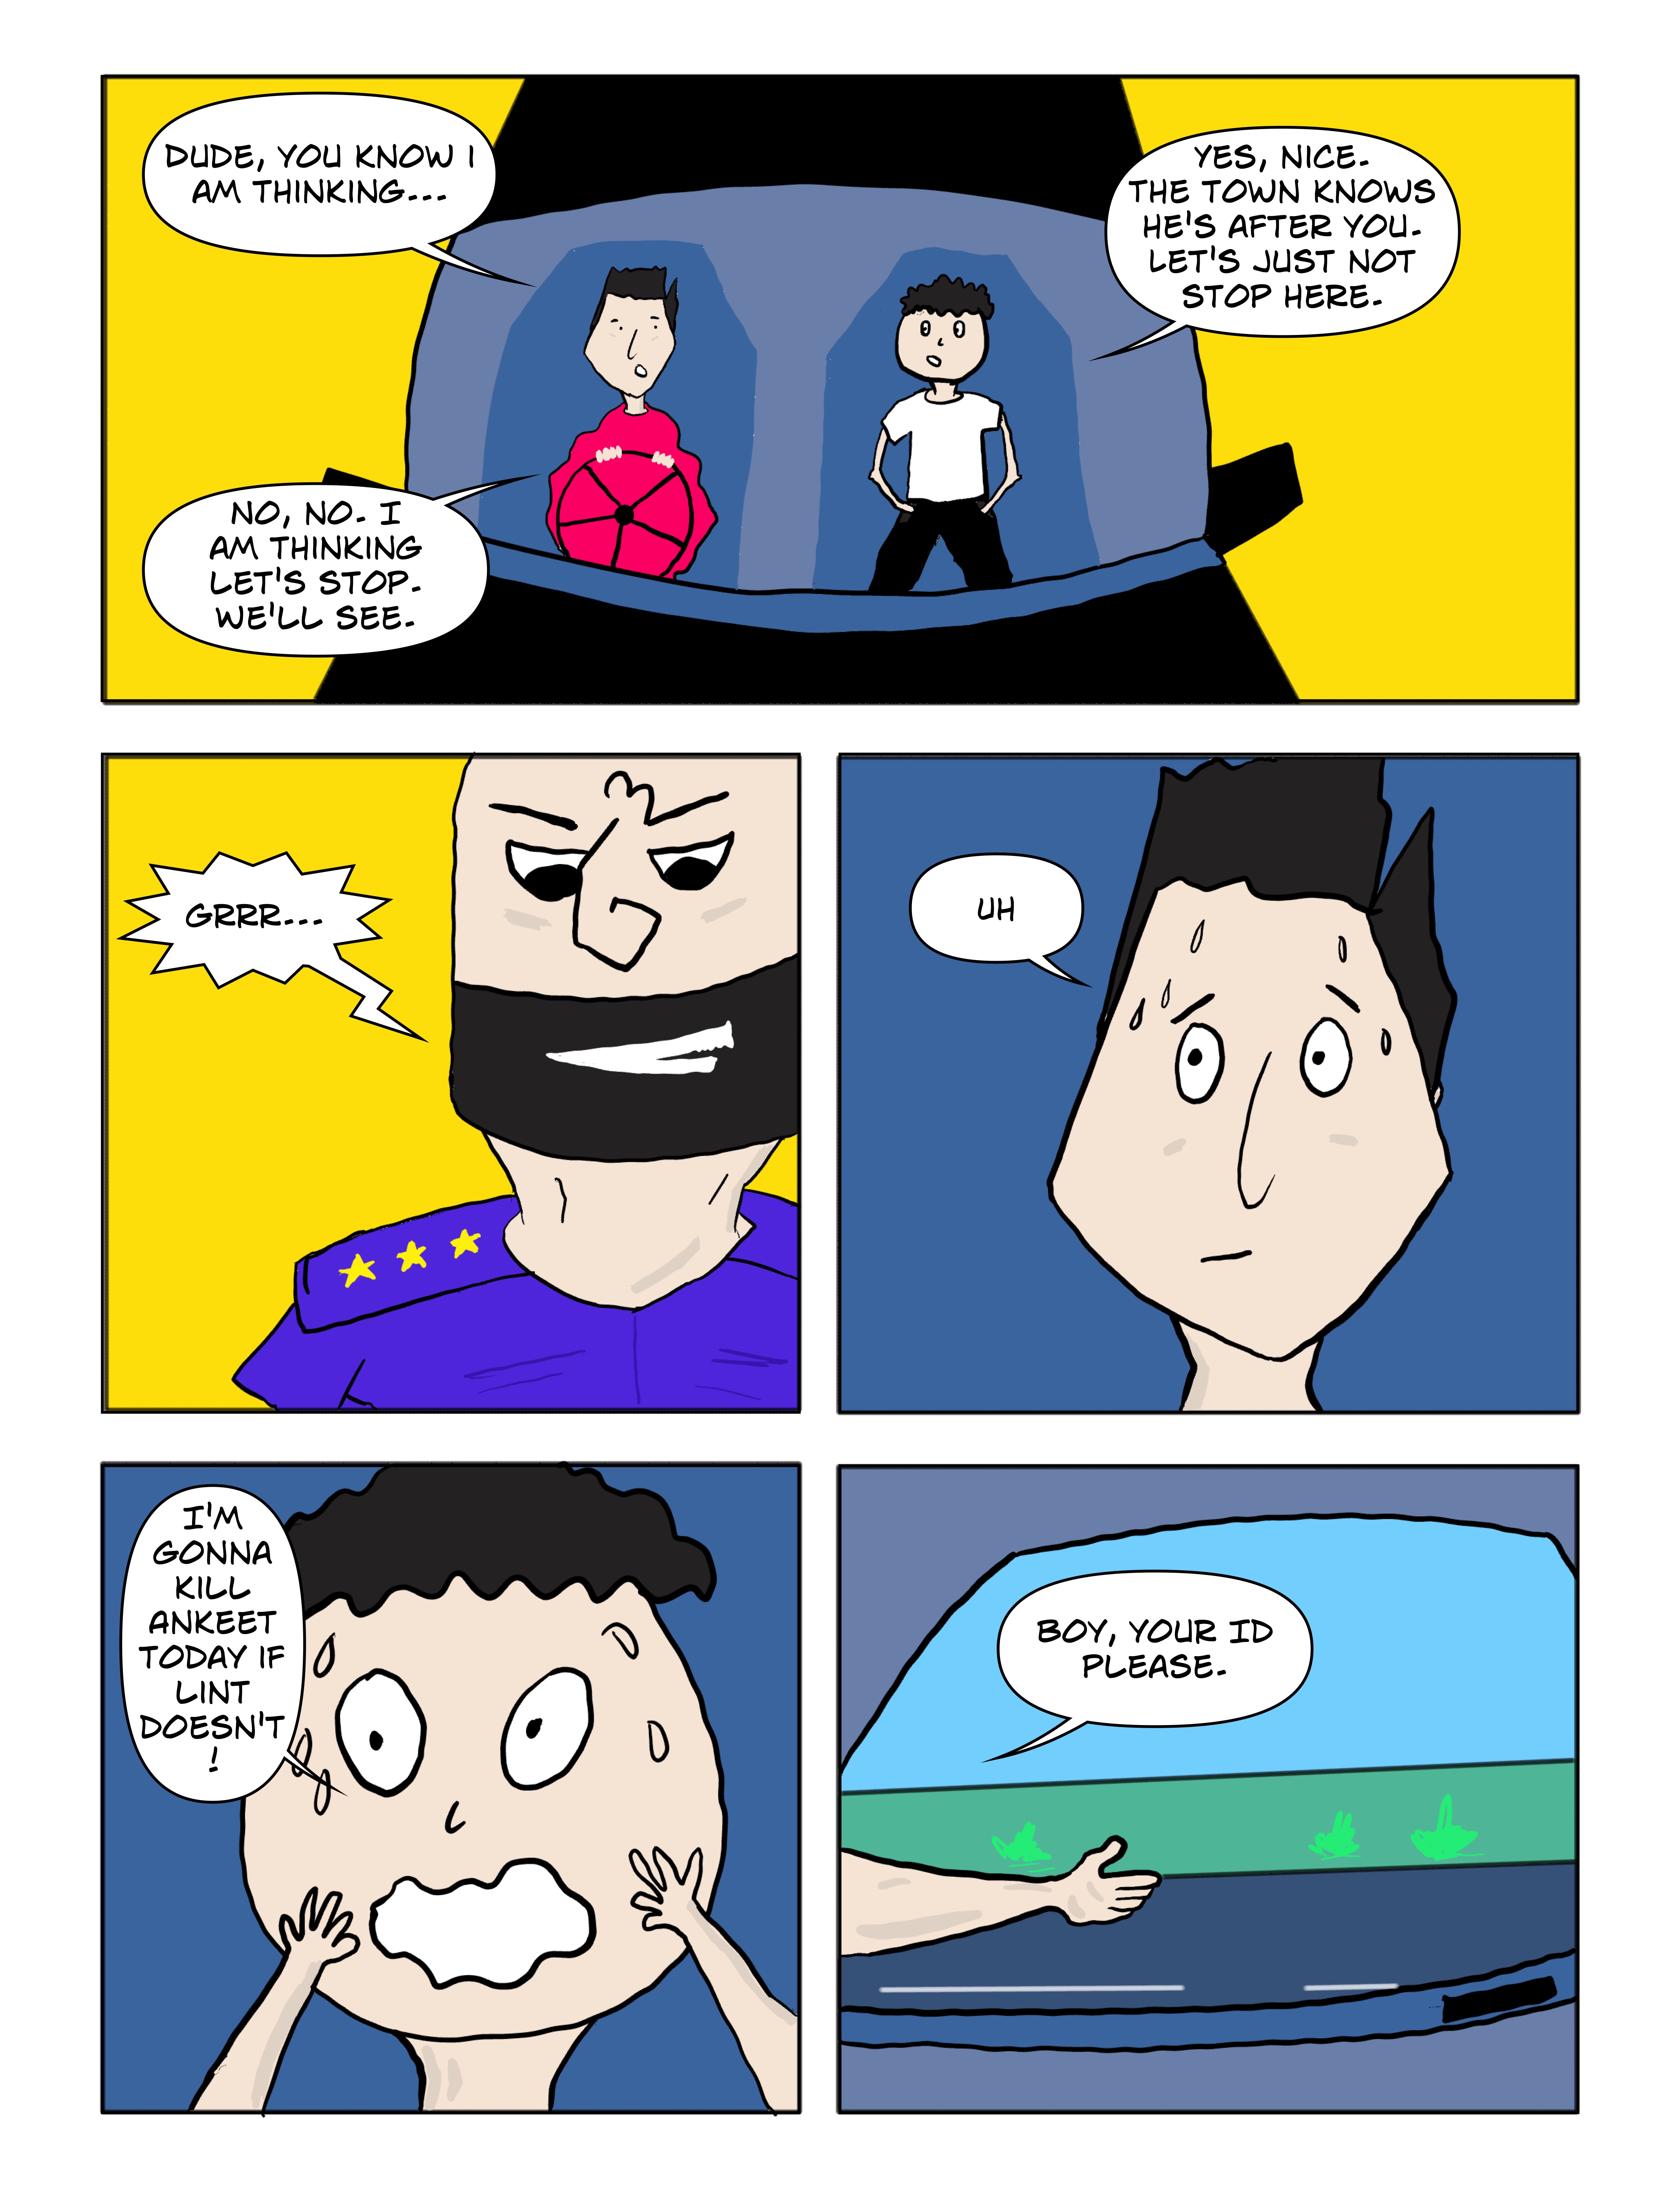 DUDE, YOU KNOW I
AM THINKING...
YES, NICE.
THE TOWN KNOWS
HE'S AFTER YOU.
LET'S JUST NOT
STOP HERE.
NO, NO. I
AM THINKING
LET'S STOP.
WE'LL SEE.
GRRR...
UH
I'M
GONNA
KILL
ANKEET
TODAY IF
LINT
DOESN'T
!
BOY, YOUR ID
PLEASE.